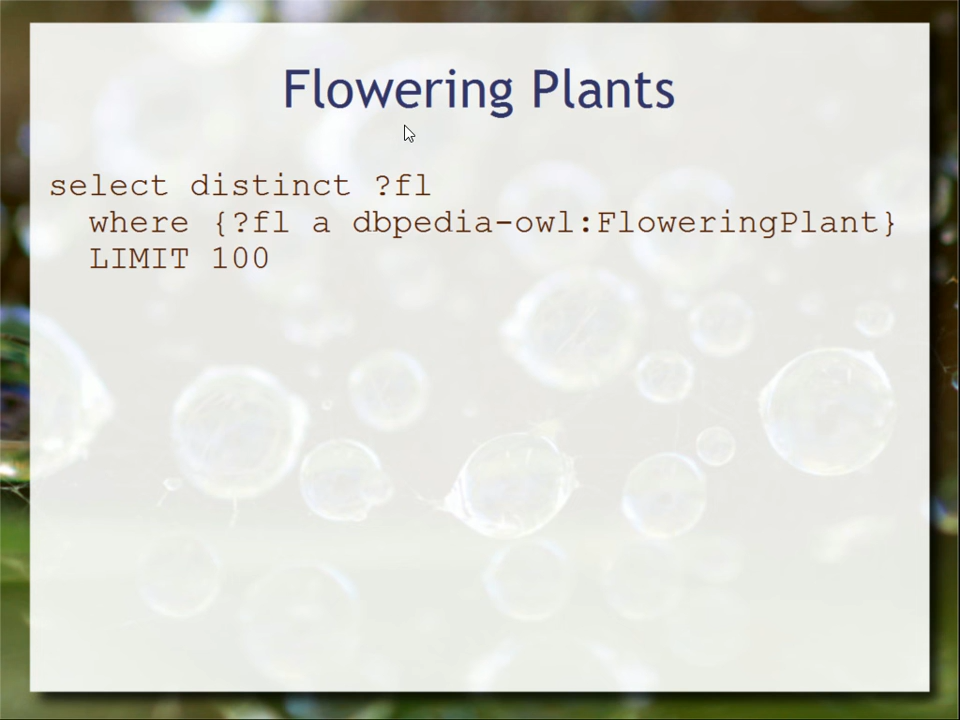 Flowering Plants
select distinct ?fl
where {?fl a dbpedia-owl:FloweringPlant}
LIMIT 100